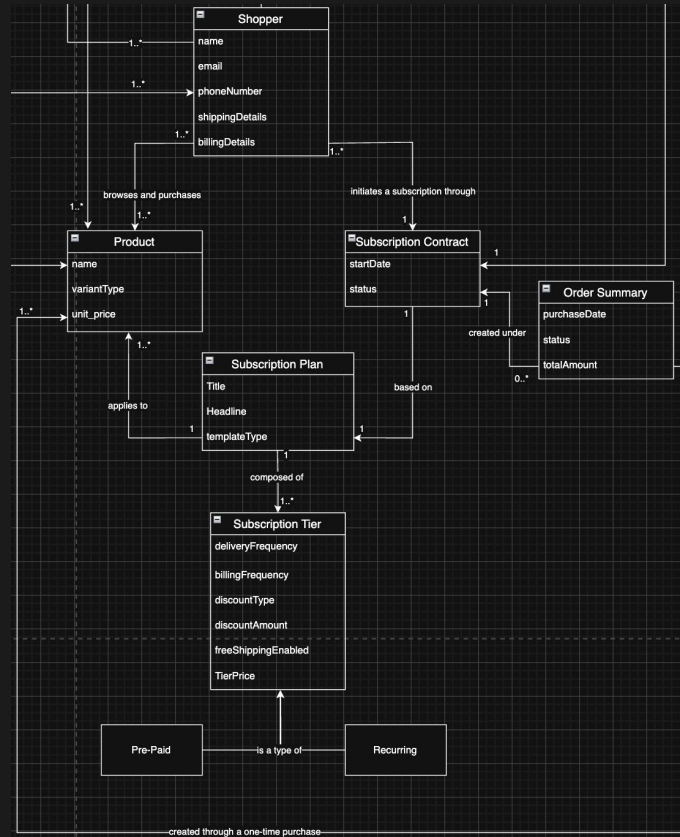 Shopper
name
1..*
email
1..*
phoneNumber
shippingDetails
1..*
billingDetails
1..*
browses and purchases
initiates a subscription through
1..*
1..*
1
Product
Subscription Contract
1
name
startDate
variantType
status
Order Summary
1
1..*
unit_price
1
purchaseDate
created under
status
1..*
totalAmount
0..*
Subscription Plan
Title
based on
applies to
Headline
1
templateType
1
1
composed of
1..*
Subscription Tier
deliveryFrequency
billingFrequency
discountType
discountAmount
freeShippingEnabled
TierPrice
Pre-Paid
is a type of
Recurring
created through a one-time purchase